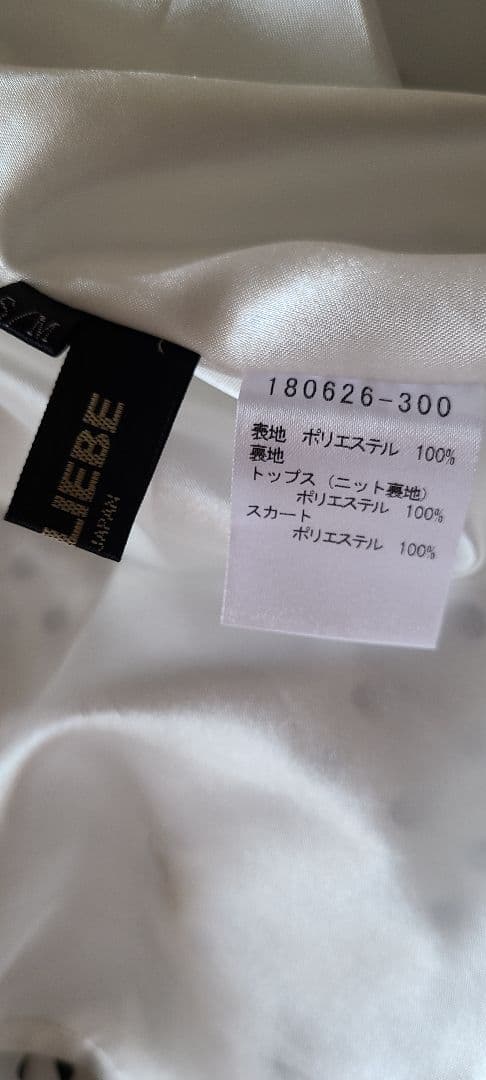 S/M
LIEBE
JAPAN
180626-300
表地 ポリエステル 100%
裏地
トップス (ニット裏地)
ポリエステル 100%
スカート
ポリエステル 100%